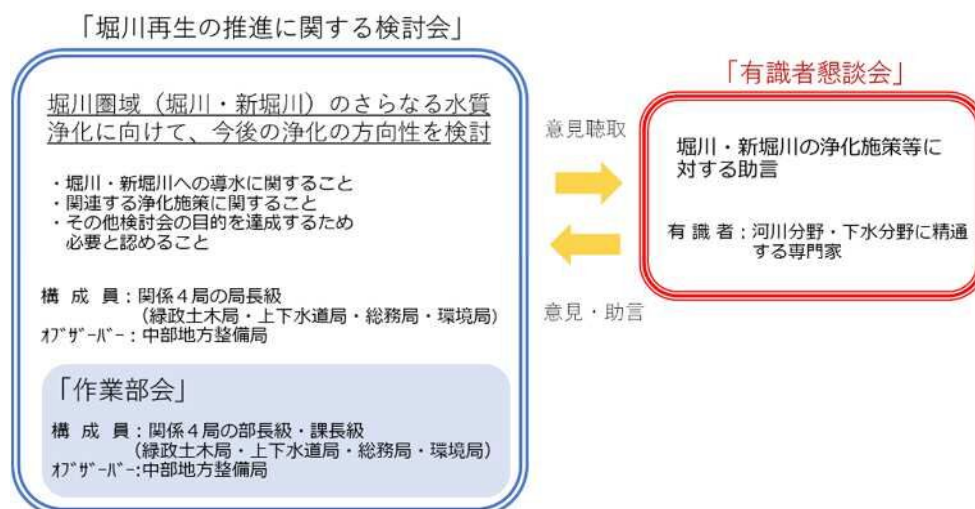 「堀川再生の推進に関する検討会」
堀川圏域（堀川・新堀川）のさらなる水質
浄化に向けて、今後の浄化の方向性を検討
・堀川・新堀川への導水に関すること
・関連する浄化施策に関すること
・その他検討会の目的を達成するため
必要と認めること
構 成 員：関係４局の局長級
（緑政土木局・上下水道局・総務局・環境局）
ｵﾌﾞｻﾞｰﾊﾞｰ：中部地方整備局
「作業部会」
構 成 員：関係４局の部長級・課長級
（緑政土木局・上下水道局・総務局・環境局）
ｵﾌﾞｻﾞｰﾊﾞｰ：中部地方整備局
意見聴取
意見・助言
「有識者懇談会」
堀川・新堀川の浄化施策等に
対する助言
有 識 者：河川分野・下水分野に精通
する専門家